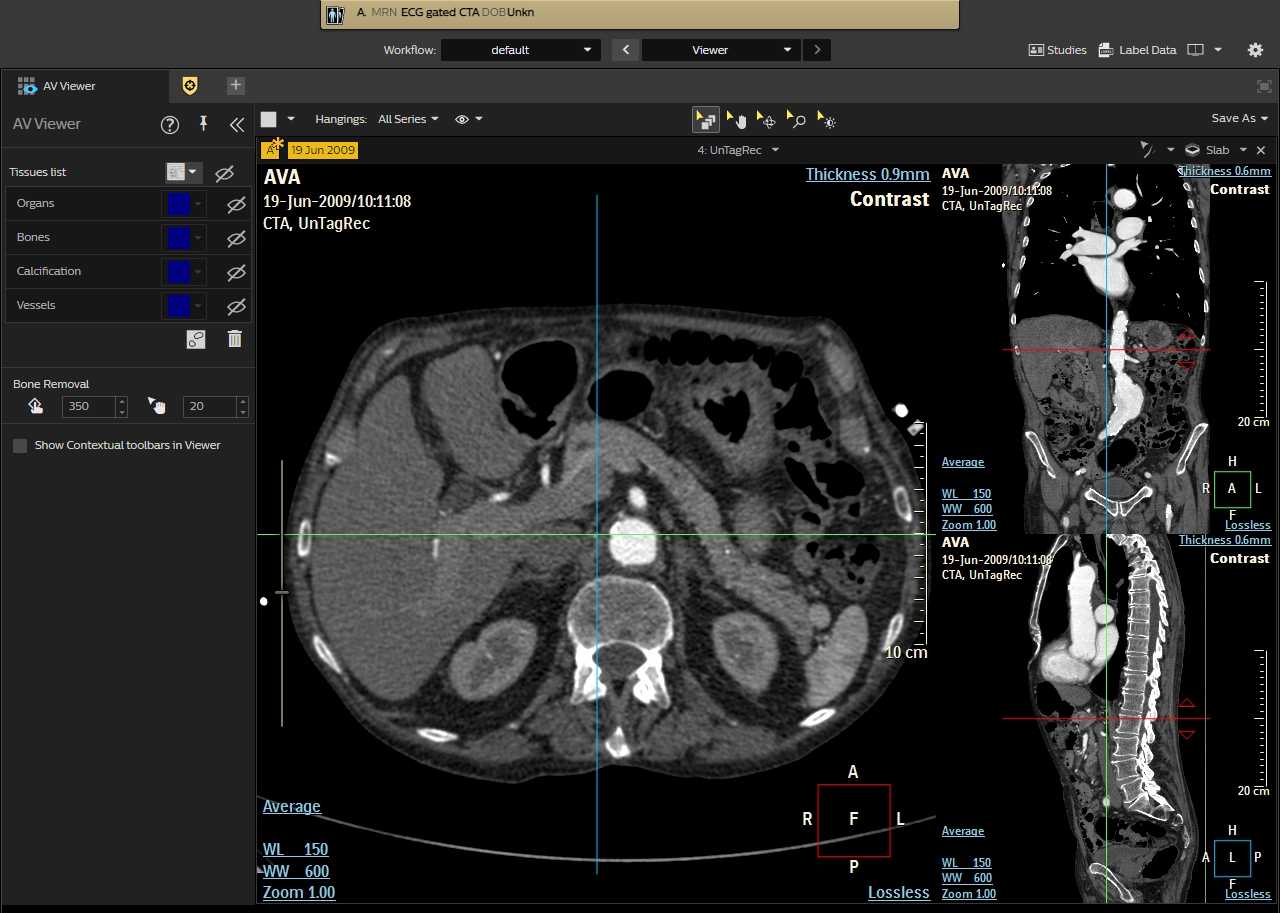 A. MRN ECG gated CTA DOB Unkn
Workflow: default Viewer Studies Label Data
AV Viewer
AV Viewer
Hangings: All Series
Save As
A
19 Jun 2009
4: UnTagRec
Slab
Tissues list
Organs
Bones
Calcification
Vessels
Bone Removal
350
20
Show Contextual toolbars in Viewer
AVA
19-Jun-2009/10:11:08
CTA, UnTagRec
Thickness 0.9mm
Contrast
10 cm
Average
WL 150
WW 600
Zoom 1.00
A
R F L
P
Lossless
AVA
19-Jun-2009/10:11:08
CTA, UnTagRec
Thickness 0.6mm
Contrast
20 cm
Average
WL 150
WW 600
Zoom 1.00
H
R A L
F
Lossless
AVA
19-Jun-2009/10:11:08
CTA, UnTagRec
Thickness 0.6mm
Contrast
20 cm
Average
WL 150
WW 600
Zoom 1.00
H
A L P
F
Lossless